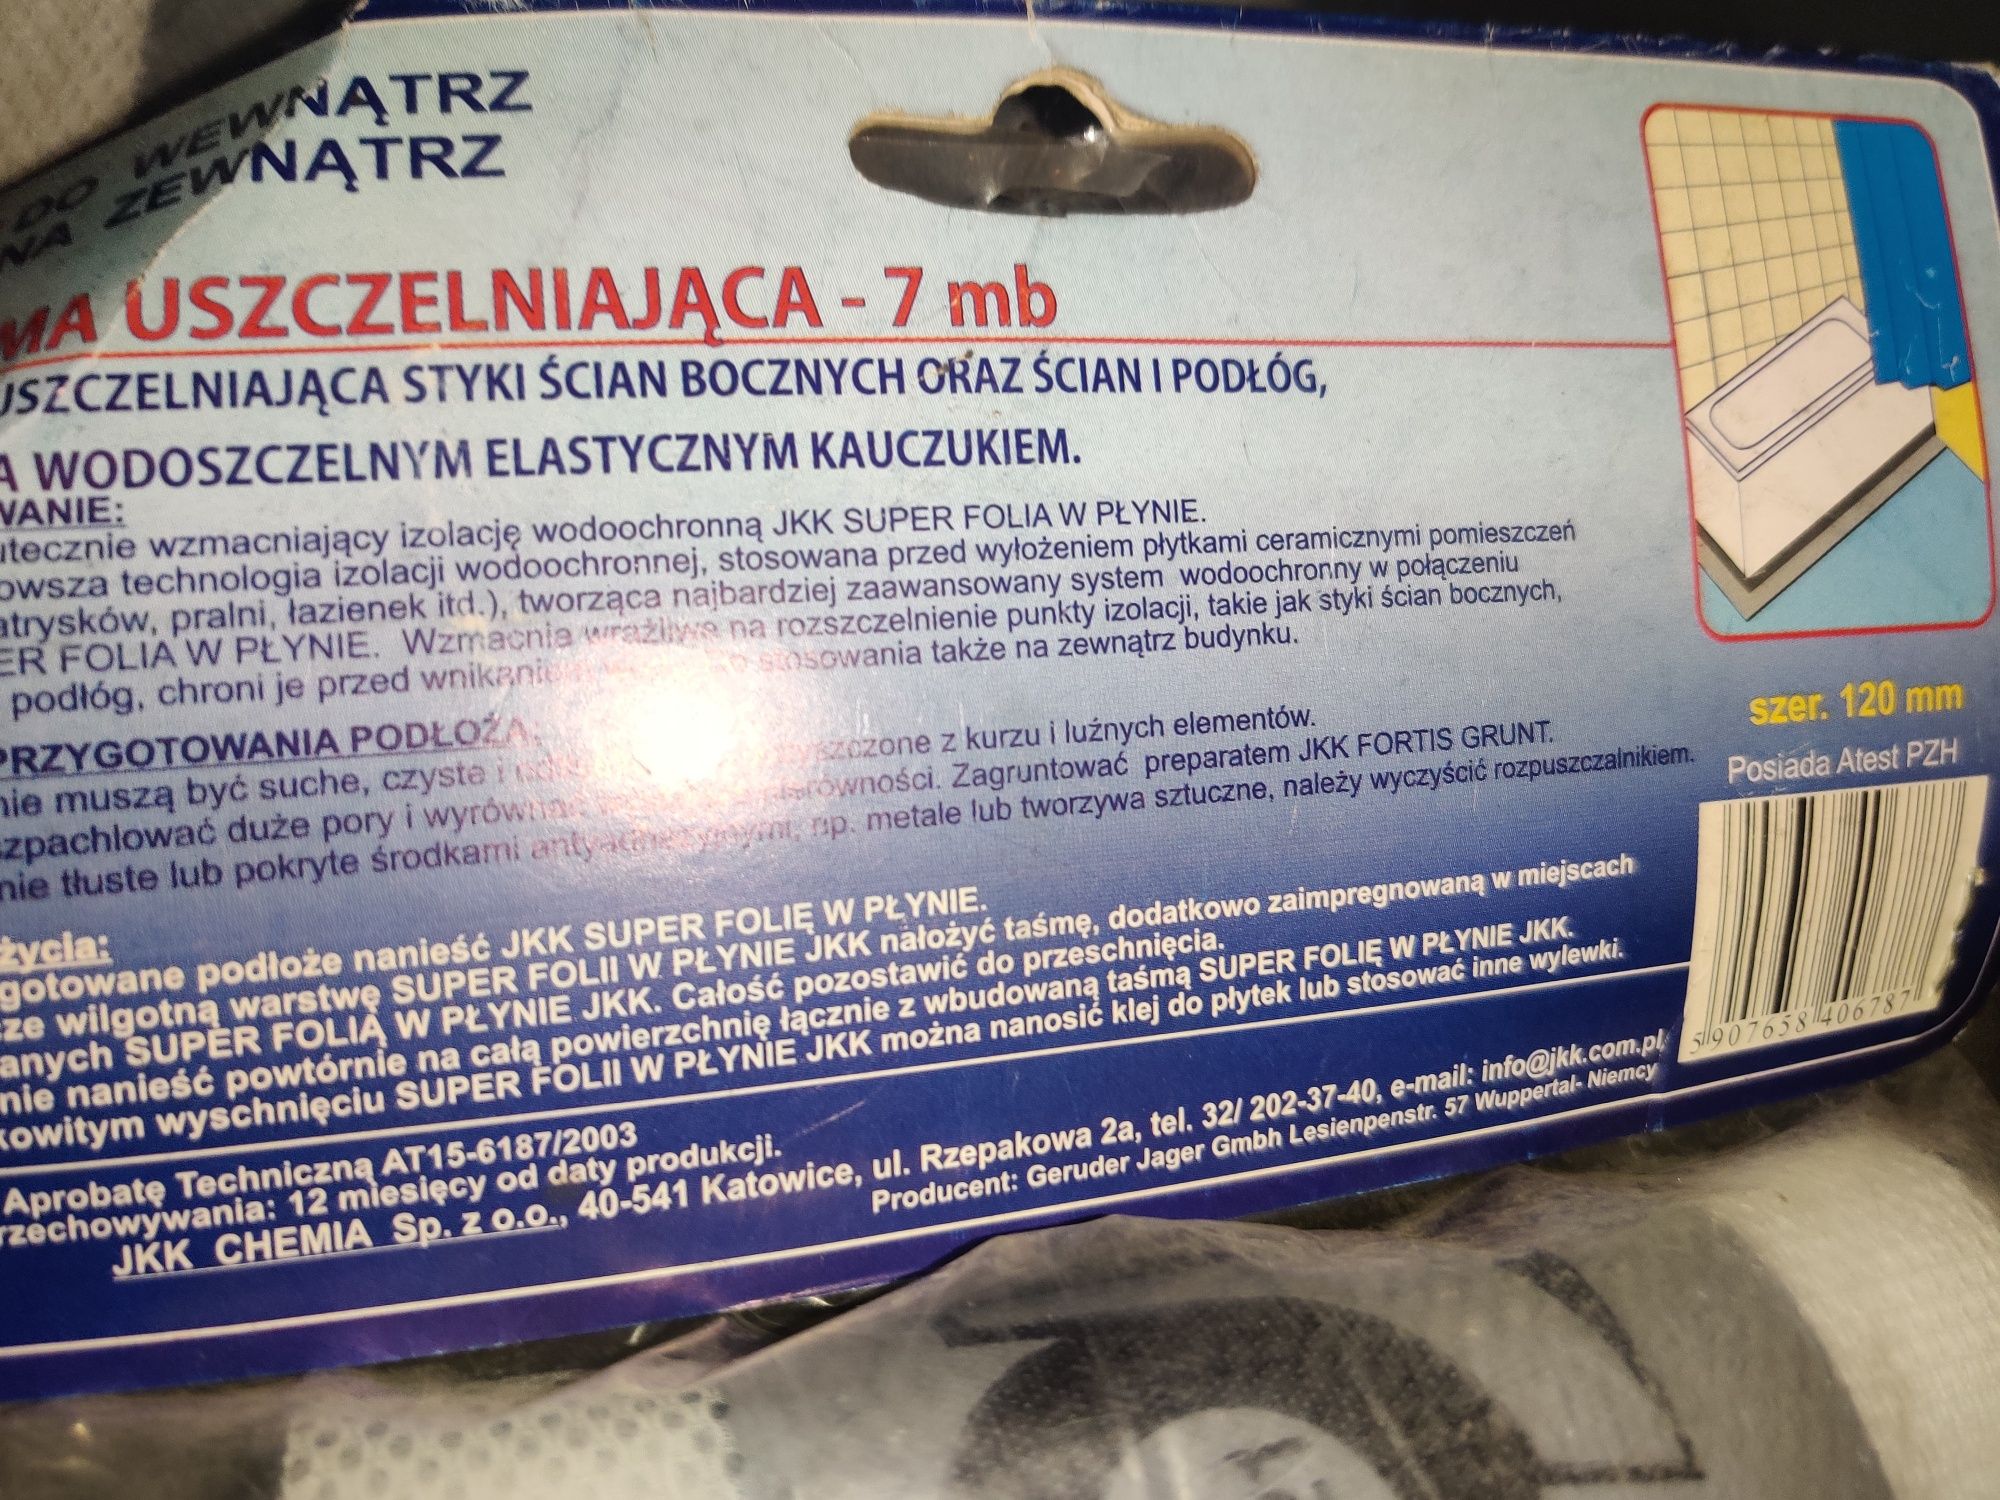 DO WEWNĄTRZ
NA ZEWNĄTRZ
MA USZCZELNIAJĄCA - 7 mb
USZCZELNIAJĄCA STYKI ŚCIAN BOCZNYCH ORAZ ŚCIAN I PODŁÓG,
A WODOSZCZELNYM ELASTYCZNYM KAUCZUKIEM.
WANIE:
utecznie wzmacniający izolację wodoochronną JKK SUPER FOLIA W PŁYNIE.
owsza technologia izolacji wodoochronnej, stosowana przed wyłożeniem płytkami ceramicznymi pomieszczeń
atrysków, pralni, łazienek itd.), tworząca najbardziej zaawansowany system wodoochronny w połączeniu
ER FOLIA W PŁYNIE. Wzmacnia wrażliwe na rozszczelnienie punkty izolacji, takie jak styki ścian bocznych,
podłóg, chroni je przed wnikaniem stosowania także na zewnątrz budynku.
PRZYGOTOWANIA PODŁOŻA:
nie muszą być suche, czyste i z kurzu i luźnych elementów.
zpachlować duże pory i Zagruntować preparatem JKK FORTIS GRUNT.
nie tłuste lub pokryte środkami antyadhezyjnymi, np. metale lub tworzywa sztuczne, należy wyczyścić rozpuszczalnikiem.
życia:
gotowane podłoże nanieść JKK SUPER FOLIĘ W PŁYNIE.
ze wilgotną warstwę SUPER FOLII W PŁYNIE JKK nałożyć taśmę, dodatkowo zaimpregnowaną w miejscach
anych SUPER FOLIĄ W PŁYNIE JKK. Całość pozostawić do przeschnięcia.
nie nanieść powtórnie na całą powierzchnię łącznie z wbudowaną taśmą SUPER FOLIĘ W PŁYNIE JKK.
kowitym wyschnięciu SUPER FOLII W PŁYNIE JKK można nanosić klej do płytek lub stosować inne wylewki.
Aprobatę Techniczną AT15-6187/2003
rzechowywania: 12 miesięcy od daty produkcji.
JKK CHEMIA Sp. z o.o., 40-541 Katowice, ul. Rzepakowa 2a, tel. 32/ 202-37-40, e-mail: info@jkk.com.pl
Producent: Geruder Jager Gmbh Lesienpenstr. 57 Wuppertal- Niemcy
szer. 120 mm
Posiada Atest PZH
5 907658 406787